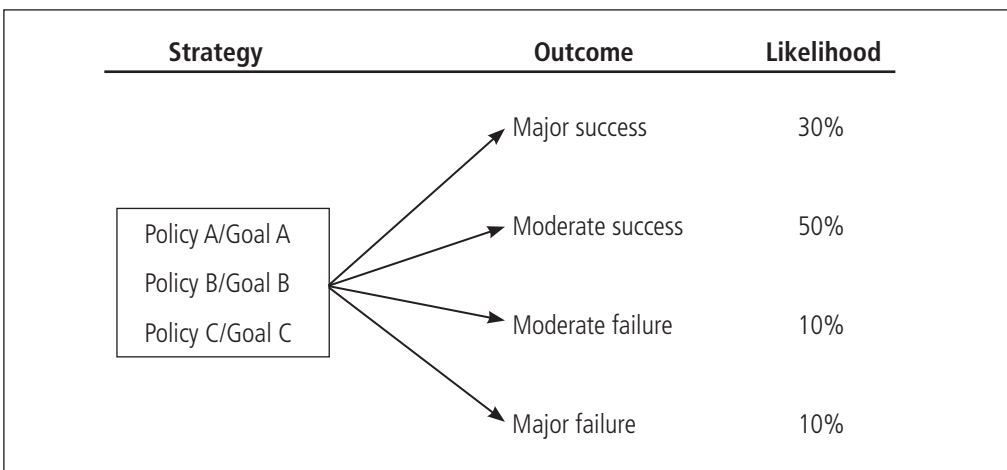 Strategy Outcome Likelihood
Major success 30%
Policy A/Goal A
Moderate success 50%
Policy B/Goal B
Policy C/Goal C
Moderate failure 10%
Major failure 10%